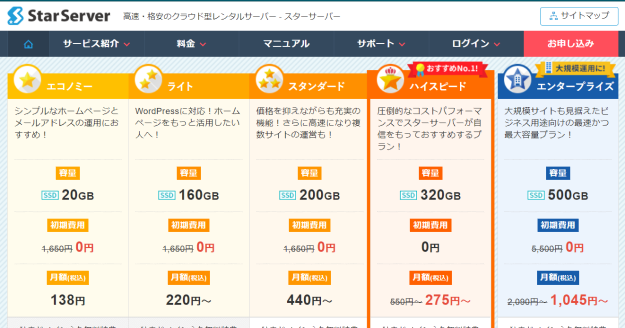 StarServer
高速・格安のクラウド型レンタルサーバー - スターサーバー
サイトマップ
サービス紹介
料金
マニュアル
サポート
ログイン
お申し込み
おすすめNo.1!
大規模運用に!
エコノミー
ライト
スタンダード
ハイスピード
エンタープライズ
シンプルなホームページと
メールアドレスの運用にお
すすめ！
WordPressに対応！ホーム
ページをもっと活用したい
人へ！
価格を抑えながらも充実の
機能！さらに高速になり複
数サイトの運営も！
圧倒的なコストパフォーマ
ンスでスターサーバーが自
信をもっておすすめするプ
ラン！
大規模サイトも見据えたビ
ジネス用途向けの最速かつ
最大容量プラン！
容量 容量 容量 容量 容量
SSD 20GB SSD 160GB SSD 200GB SSD 320GB SSD 500GB
初期費用 初期費用 初期費用 初期費用 初期費用
1,650円 0円 1,650円 0円 1,650円 0円 0円 5,500円 0円
月額(税込) 月額(税込) 月額(税込) 月額(税込) 月額(税込)
138円 220円～ 440円～ 550円～ 275円～ 2,090円～ 1,045円～